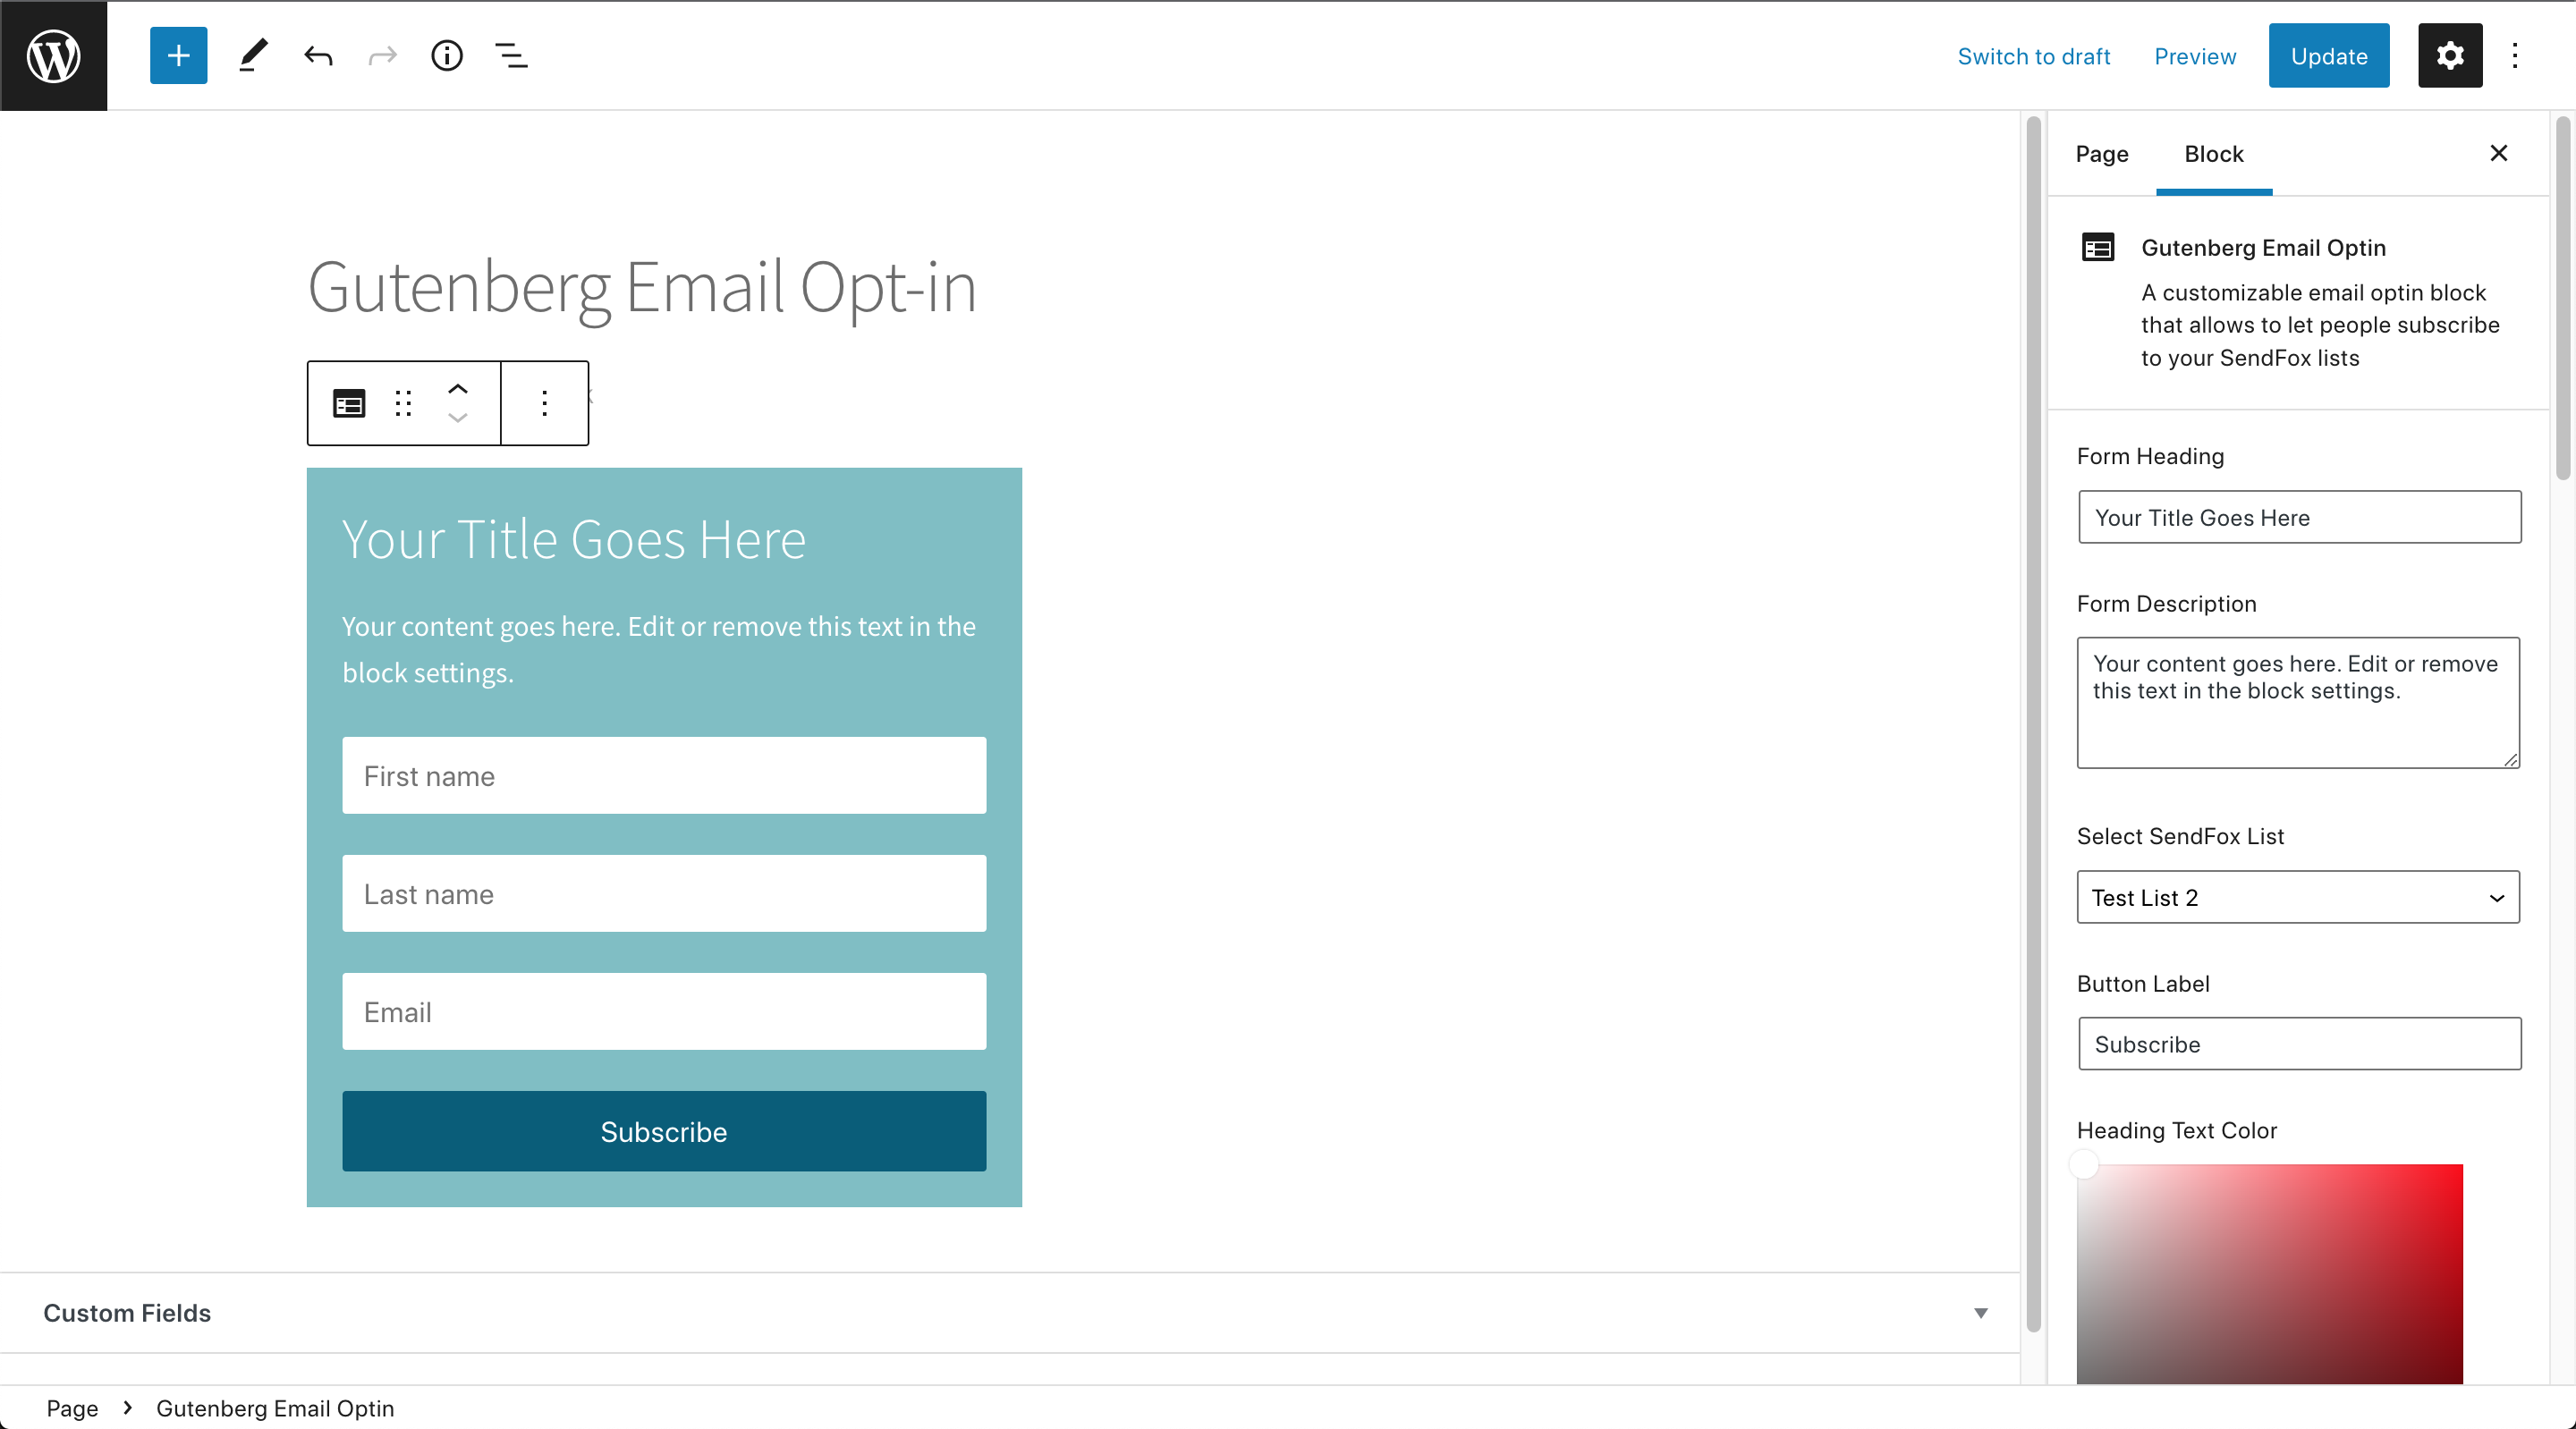 Switch to draft
Preview
Update
Gutenberg Email Opt-in
Your Title Goes Here
Your content goes here. Edit or remove this text in the
block settings.
First name
Last name
Email
Subscribe
Custom Fields
Page
Gutenberg Email Optin
Page
Block
Gutenberg Email Optin
A customizable email optin block
that allows to let people subscribe
to your SendFox lists
Form Heading
Your Title Goes Here
Form Description
Your content goes here. Edit or remove
this text in the block settings.
Select SendFox List
Test List 2
Button Label
Subscribe
Heading Text Color